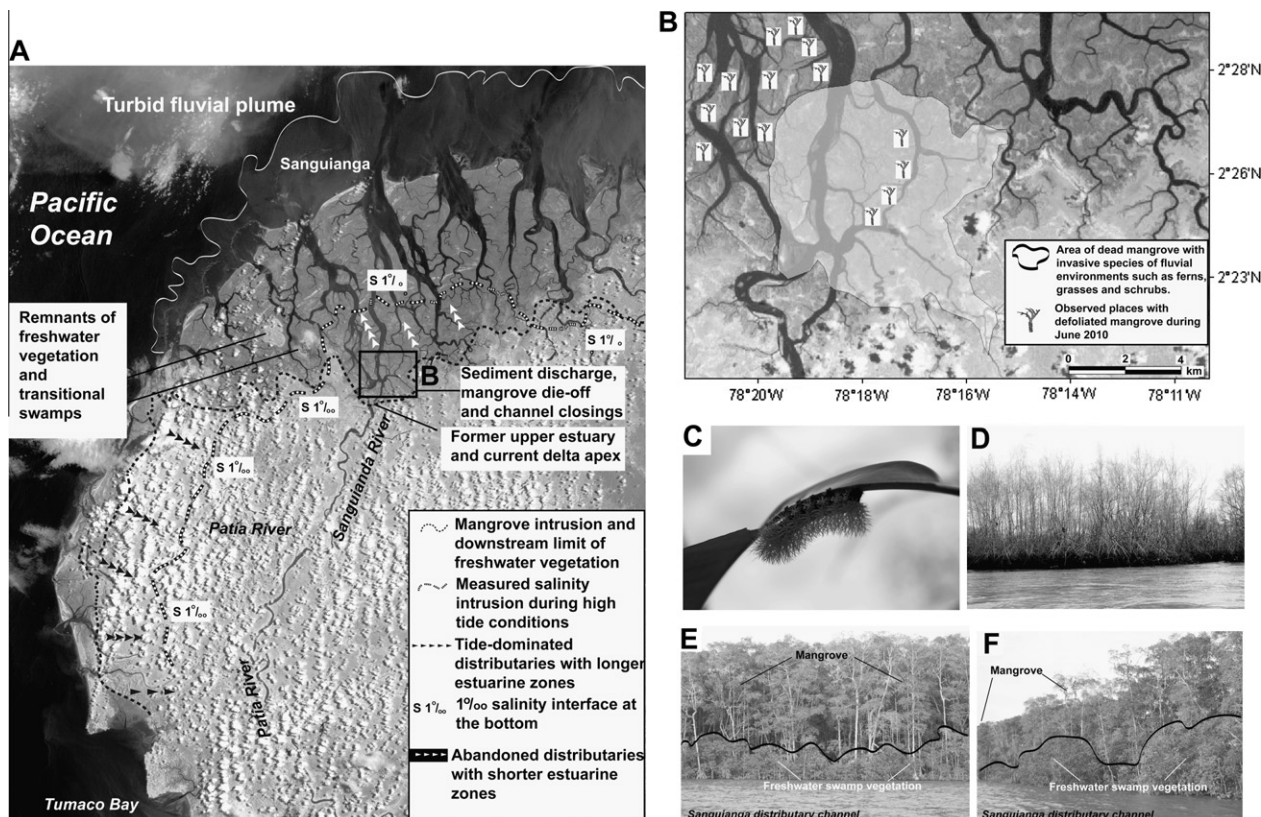 A
Turbid fluvial plume
Sanguianga
Pacific
Ocean
S 1°/o
S 1°/o
Remnants of
freshwater
vegetation
and
transitional
swamps
B
Sediment discharge,
mangrove die-off
and channel closings
S 1°/oo
Former upper estuary
and current delta apex
S 1°/oo
Sanguianda River
Patia River
S 1°/oo
Patia River
Tumaco Bay
Mangrove intrusion and
downstream limit of
freshwater vegetation
Measured salinity
intrusion during high
tide conditions
Tide-dominated
distributaries with longer
estuarine zones
S 1°/oo 1°/oo salinity interface at
the bottom
Abandoned distributaries
with shorter estuarine
zones
B
2°28'N
2°26'N
2°23'N
Area of dead mangrove with
invasive species of fluvial
environments such as ferns,
grasses and schrubs.
Observed places with
defoliated mangrove during
June 2010
0 2 4
km
78°20'W 78°18'W 78°16'W 78°14'W 78°11'W
C
D
E
Mangrove
Freshwater swamp vegetation
Sanguianga distributary channel
F
Mangrove
Freshwater swamp vegetation
Sanguianga distributary channel